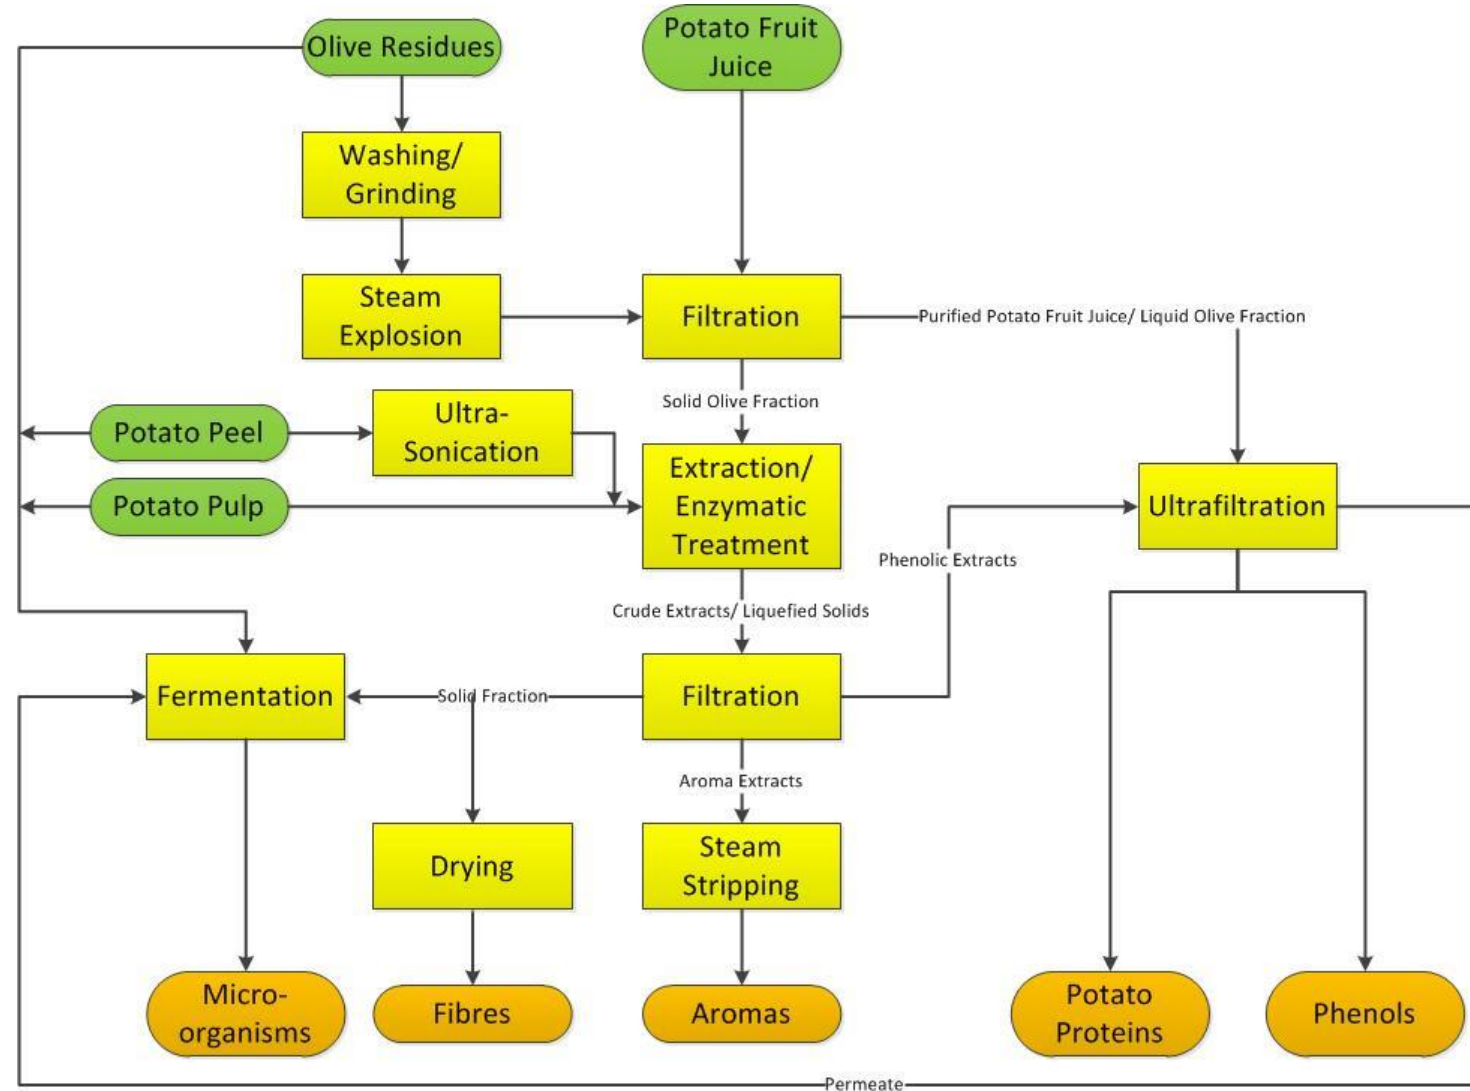 Olive Residues
Potato Fruit
Juice
Washing/
Grinding
Steam
Explosion
Filtration
Purified Potato Fruit Juice/ Liquid Olive Fraction
Solid Olive Fraction
Potato Peel
Ultra-
Sonication
Potato Pulp
Extraction/
Enzymatic
Treatment
Ultrafiltration
Phenolic Extracts
Crude Extracts/ Liquefied Solids
Fermentation
Solid Fraction
Filtration
Aroma Extracts
Drying
Steam
Stripping
Micro-
organisms
Fibres
Aromas
Potato
Proteins
Phenols
Permeate